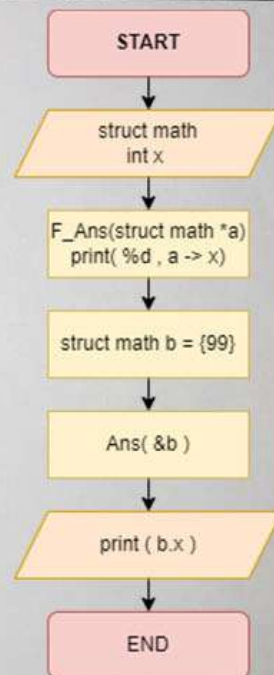 START
struct math
int x
F_Ans(struct math *a)
print( %d , a -> x)
struct math b = {99}
Ans( &b )
print ( b.x )
END